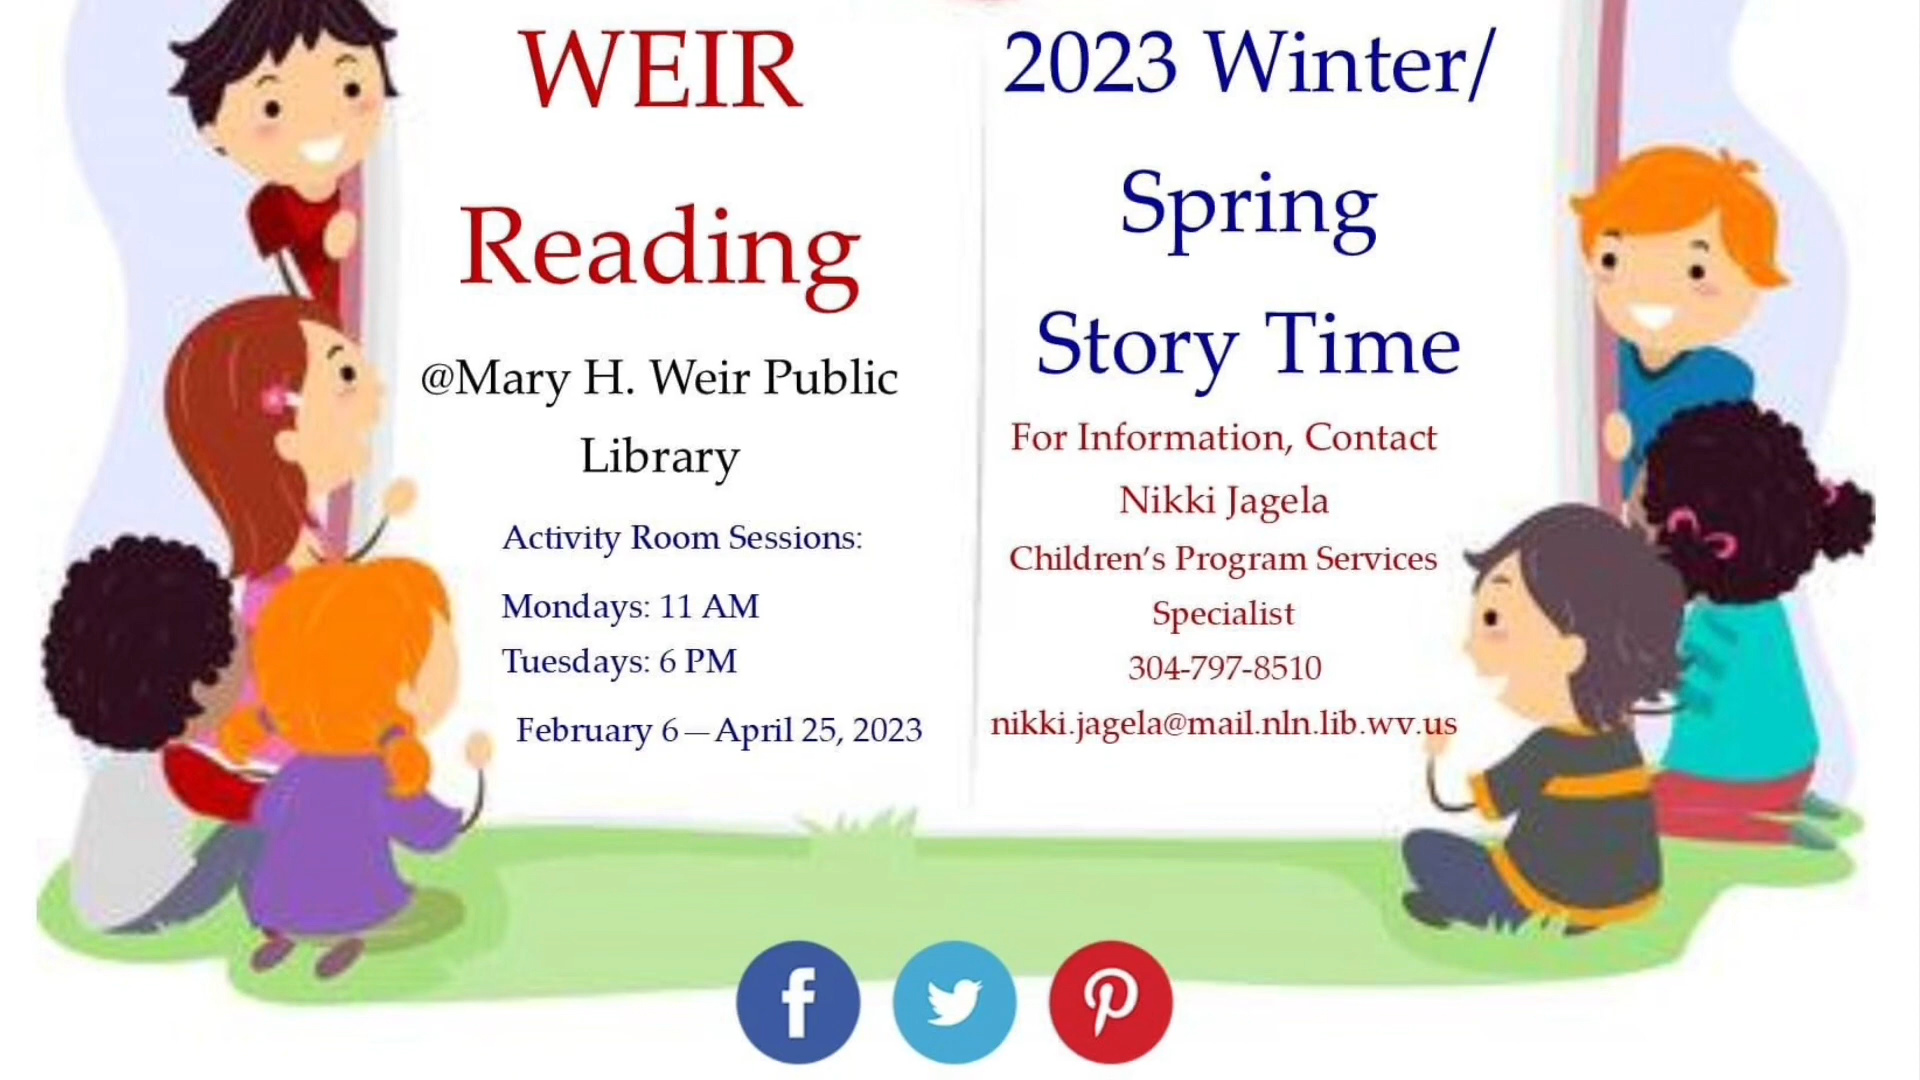 WEIR
Reading
@Mary H. Weir Public
Library
Activity Room Sessions:
Mondays: 11 AM
Tuesdays: 6 PM
February 6—April 25, 2023
2023 Winter/
Spring
Story Time
For Information, Contact
Nikki Jagela
Children’s Program Services
Specialist
304-797-8510
nikki.jagela@mail.nln.lib.wv.us